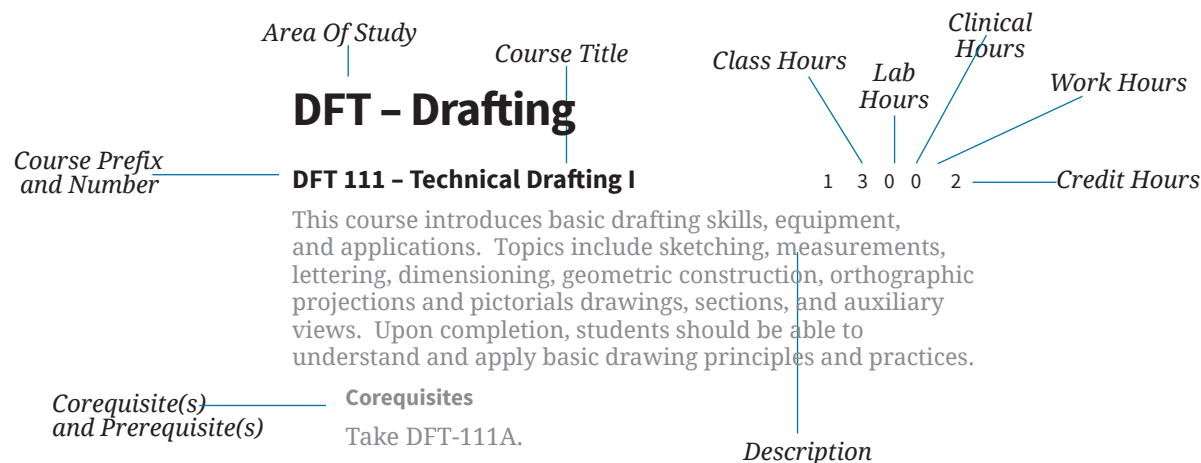 Area Of Study
Course Title
Class Hours
Lab
Hours
Clinical
Hours
Work Hours
DFT – Drafting
Course Prefix
and Number
DFT 111 – Technical Drafting I
1 3 0 0 2
Credit Hours
This course introduces basic drafting skills, equipment,
and applications.  Topics include sketching, measurements,
lettering, dimensioning, geometric construction, orthographic
projections and pictorials drawings, sections, and auxiliary
views.  Upon completion, students should be able to
understand and apply basic drawing principles and practices.
Corequisite(s)
and Prerequisite(s)
Corequisites
Take DFT-111A.
Description